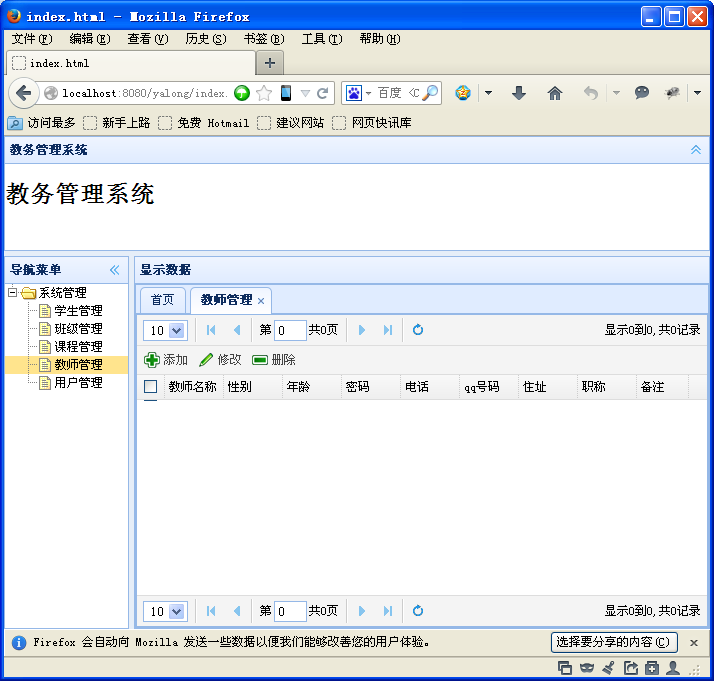 index.html - Mozilla Firefox
文件(F) 编辑(E) 查看(V) 历史(S) 书签(B) 工具(T) 帮助(H)
index.html +
localhost:8080/yalong/index. 百度
访问最多 新手上路 免费 Hotmail 建议网站 网页快讯库
教务管理系统
教务管理系统
导航菜单
系统管理
学生管理
班级管理
课程管理
教师管理
用户管理
显示数据
首页 教师管理
10 第 0 共0页 显示0到0, 共0记录
添加 修改 删除
教师名称 性别 年龄 密码 电话 qq号码 住址 职称 备注
10 第 0 共0页 显示0到0, 共0记录
Firefox 会自动向 Mozilla 发送一些数据以便我们能够改善您的用户体验。 选择要分享的内容(C)